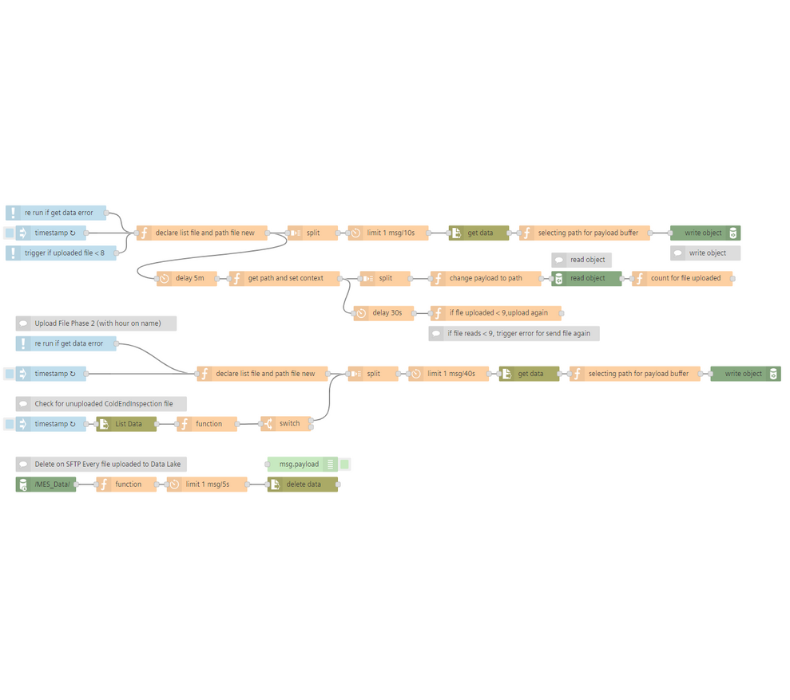 re run if get data error
timestamp ↻
trigger if uploaded file < 8
declare list file and path file new
split
limit 1 msg/10s
get data
selecting path for payload buffer
write object
write object
read object
delay 5m
get path and set context
split
change payload to path
read object
count for file uploaded
delay 30s
if fle uploaded < 9,upload again
if file reads < 9, trigger error for send file again
Upload File Phase 2 (with hour on name)
re run if get data error
timestamp ↻
declare list file and path file new
split
limit 1 msg/40s
get data
selecting path for payload buffer
write object
Check for unuploaded ColdEndInspection file
timestamp ↻
List Data
function
switch
Delete on SFTP Every file uploaded to Data Lake
msg.payload
/MES_Data/
function
limit 1 msg/5s
delete data